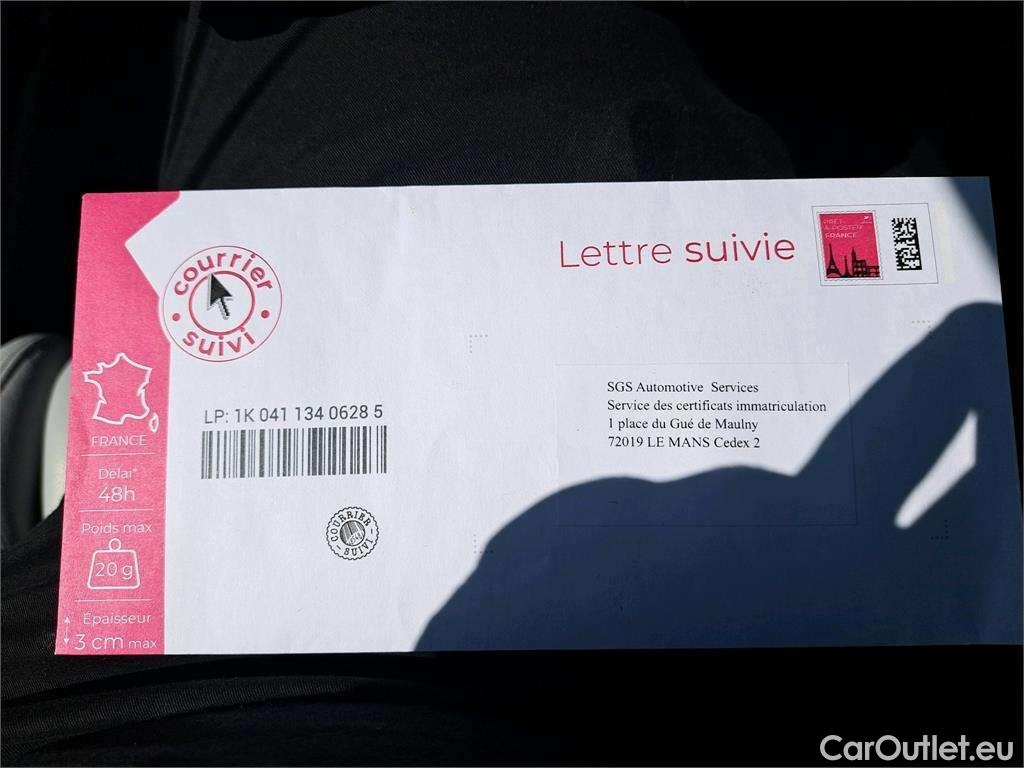 Lettre suivie
PRÊT-
À-POSTER
FRANCE
courrier
suivi
FRANCE
Délai*
48h
Poids max
20 g
Épaisseur
3 cm max
LP: 1K 041 134 0628 5
COURRIER
SUIVI
SGS Automotive Services
Service des certificats immatriculation
1 place du Gué de Maulny
72019 LE MANS Cedex 2
CarOutlet.eu